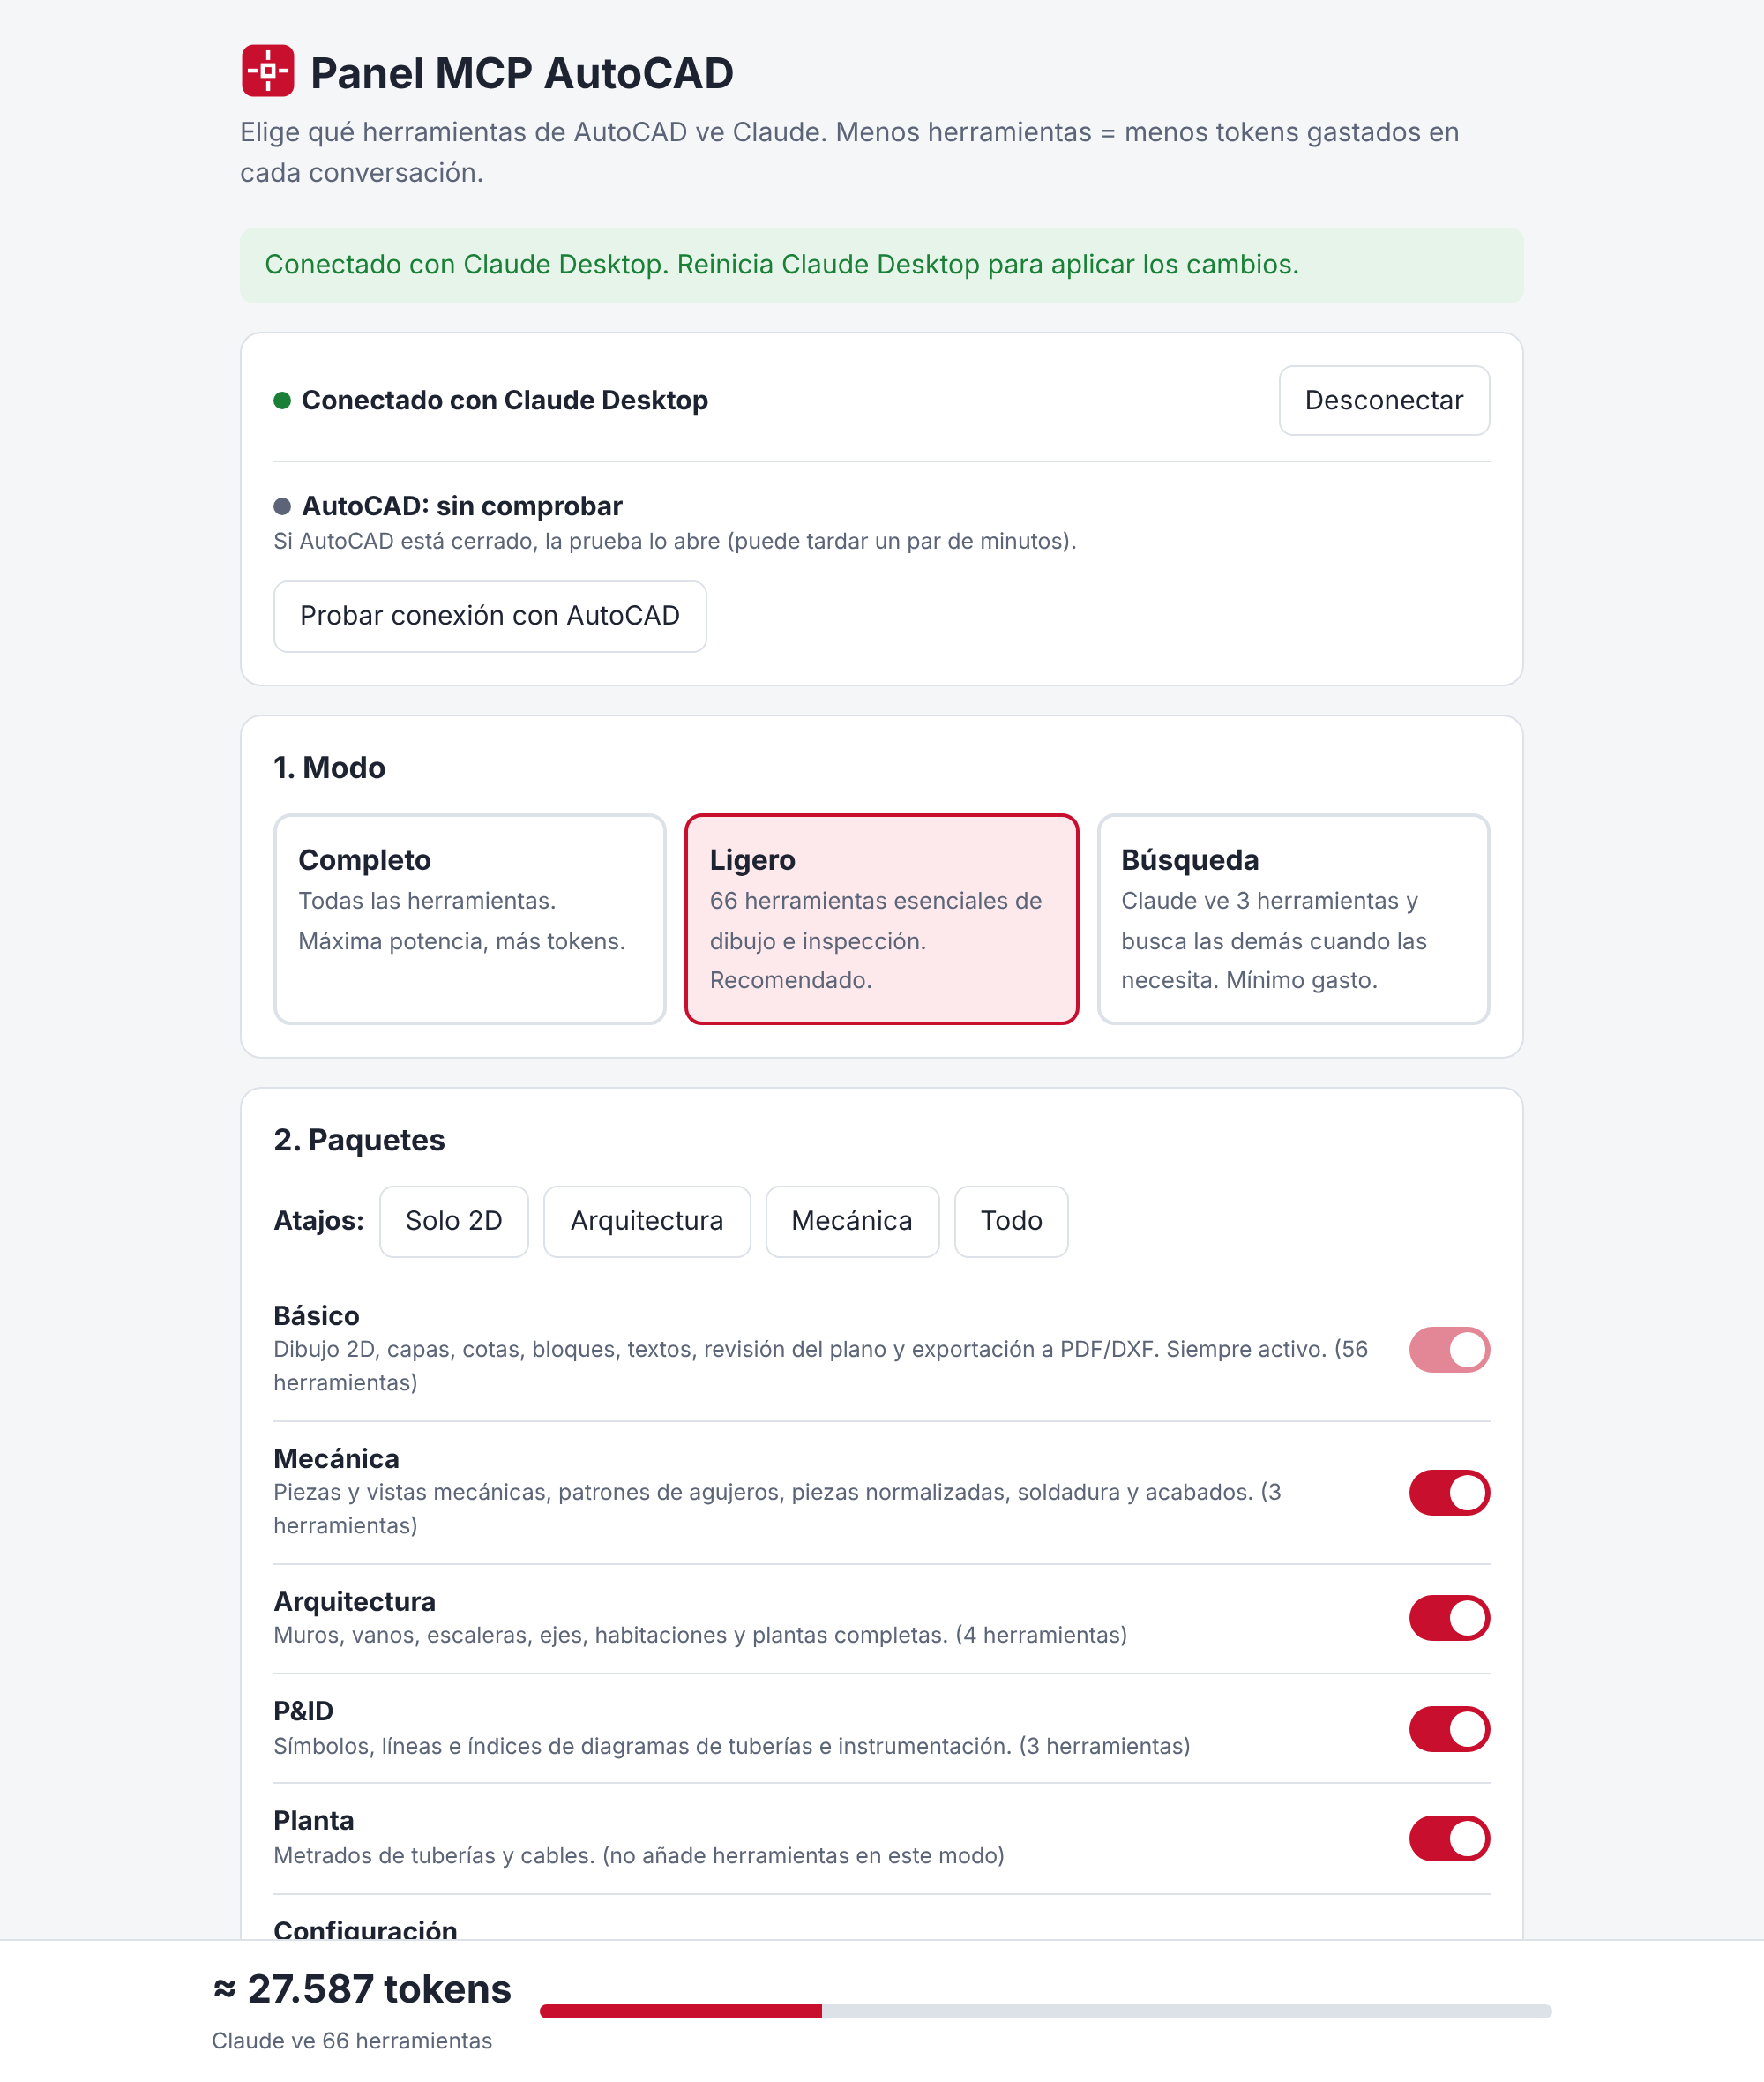 Panel MCP AutoCAD
Elige qué herramientas de AutoCAD ve Claude. Menos herramientas = menos tokens gastados en
cada conversación.
Conectado con Claude Desktop. Reinicia Claude Desktop para aplicar los cambios.
Conectado con Claude Desktop
Desconectar
AutoCAD: sin comprobar
Si AutoCAD está cerrado, la prueba lo abre (puede tardar un par de minutos).
Probar conexión con AutoCAD
1. Modo
Completo
Todas las herramientas.
Máxima potencia, más tokens.
Ligero
66 herramientas esenciales de
dibujo e inspección.
Recomendado.
Búsqueda
Claude ve 3 herramientas y
busca las demás cuando las
necesita. Mínimo gasto.
2. Paquetes
Atajos: Solo 2D Arquitectura Mecánica Todo
Básico
Dibujo 2D, capas, cotas, bloques, textos, revisión del plano y exportación a PDF/DXF. Siempre activo. (56
herramientas)
Mecánica
Piezas y vistas mecánicas, patrones de agujeros, piezas normalizadas, soldadura y acabados. (3
herramientas)
Arquitectura
Muros, vanos, escaleras, ejes, habitaciones y plantas completas. (4 herramientas)
P&ID
Símbolos, líneas e índices de diagramas de tuberías e instrumentación. (3 herramientas)
Planta
Metrados de tuberías y cables. (no añade herramientas en este modo)
Configuración
≈ 27.587 tokens
Claude ve 66 herramientas